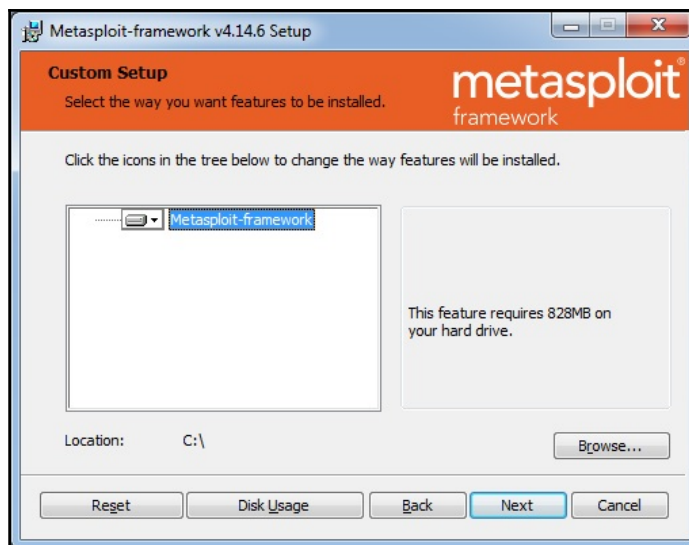 Metasploit-framework v4.14.6 Setup
Custom Setup
Select the way you want features to be installed.
metasploit®
framework
Click the icons in the tree below to change the way features will be installed.
Metasploit-framework
This feature requires 828MB on
your hard drive.
Location: C:\
Browse...
Reset Disk Usage Back Next Cancel